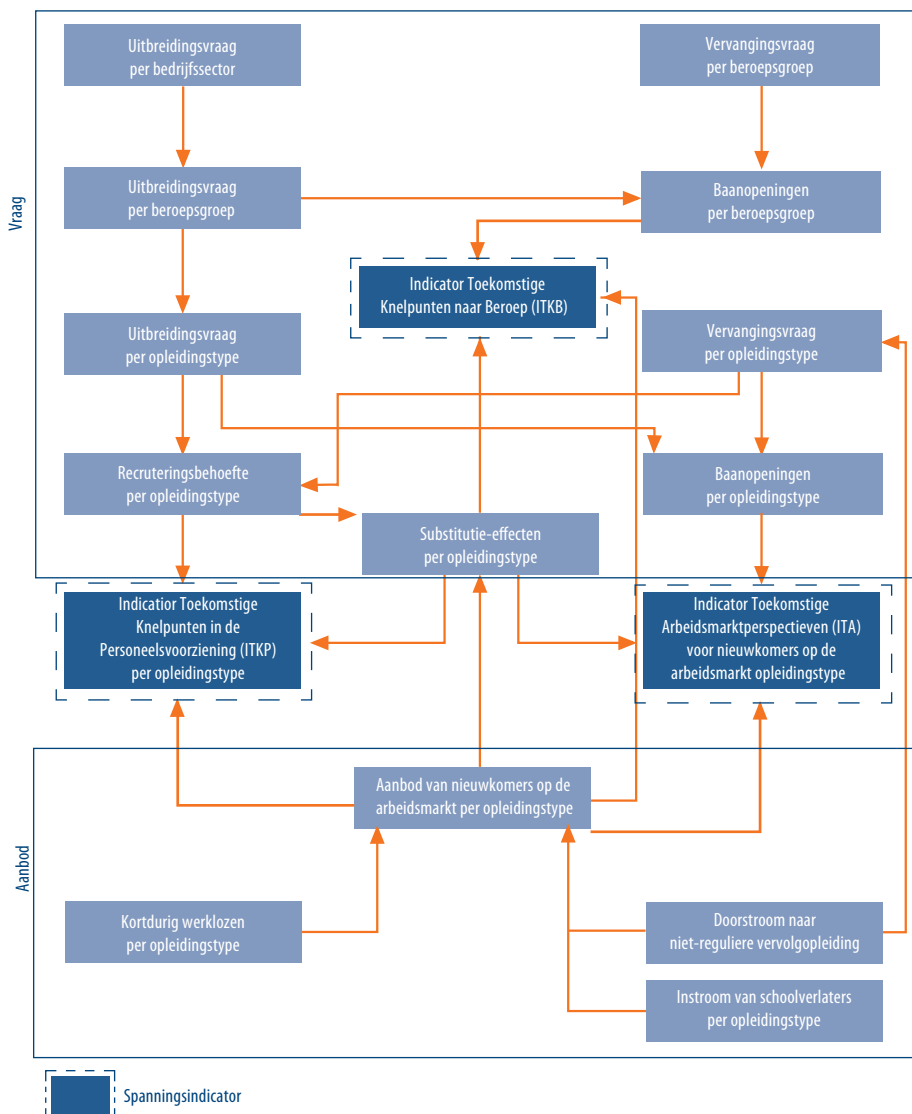 Vraag
Uitbreidingsvraag
per bedrijfssector
Vervangingsvraag
per beroepsgroep
Uitbreidingsvraag
per beroepsgroep
Baanopeningen
per beroepsgroep
Indicator Toekomstige
Knelpunten naar Beroep (ITKB)
Uitbreidingsvraag
per opleidingstype
Vervangingsvraag
per opleidingstype
Recruteringsbehoefte
per opleidingstype
Baanopeningen
per opleidingstype
Substitutie-effecten
per opleidingstype
Indicatior Toekomstige
Knelpunten in de
Personeelsvoorziening (ITKP)
per opleidingstype
Indicator Toekomstige
Arbeidsmarktperspectieven (ITA)
voor nieuwkomers op de
arbeidsmarkt opleidingstype
Aanbod
Aanbod van nieuwkomers op de
arbeidsmarkt per opleidingstype
Kortdurig werklozen
per opleidingstype
Doorstroom naar
niet-reguliere vervolgopleiding
Instroom van schoolverlaters
per opleidingstype
Spanningsindicator